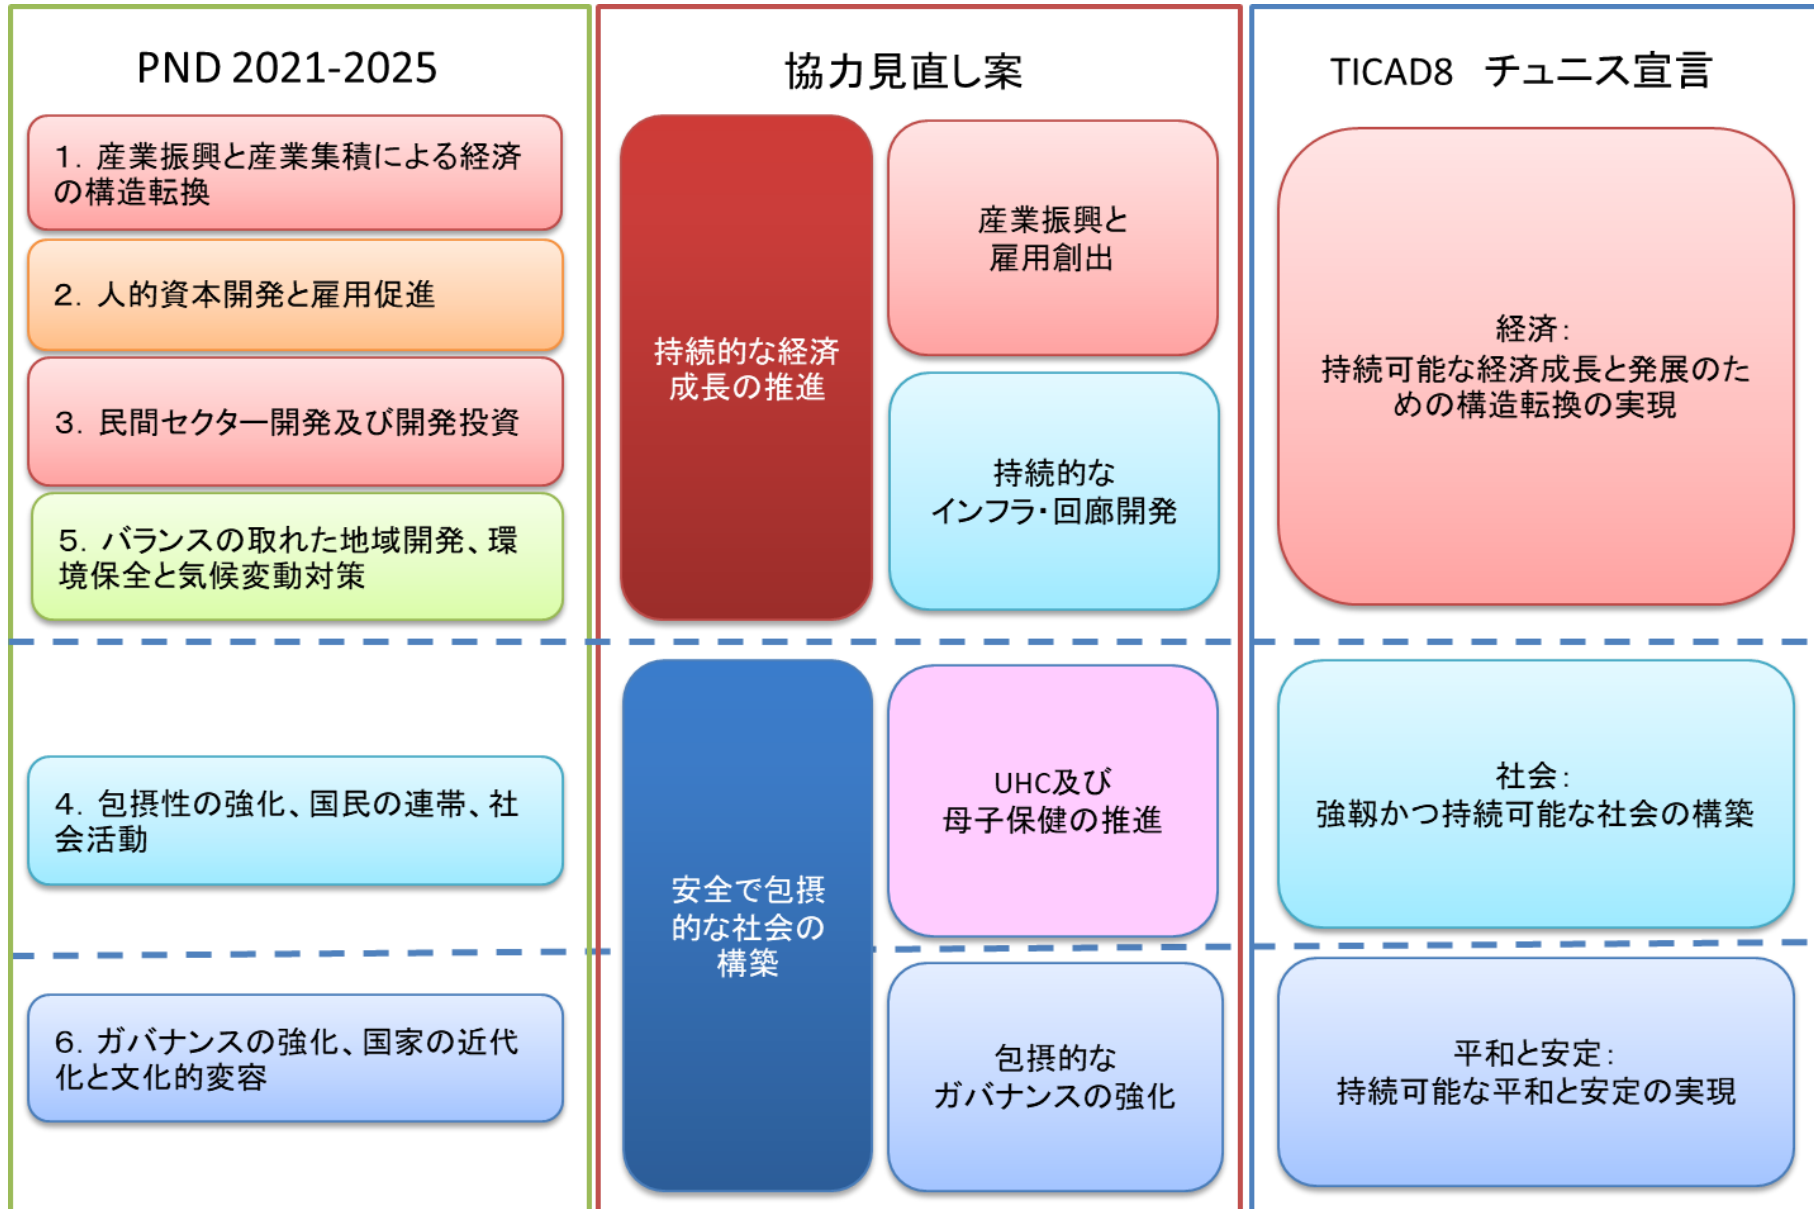 PND 2021-2025
1．産業振興と産業集積による経済
の構造転換
2．人的資本開発と雇用促進
3．民間セクター開発及び開発投資
5．バランスの取れた地域開発、環
境保全と気候変動対策
4．包摂性の強化、国民の連帯、社
会活動
6．ガバナンスの強化、国家の近代
化と文化的変容
協力見直し案
持続的な経済
成長の推進
産業振興と
雇用創出
持続的な
インフラ・回廊開発
安全で包摂
的な社会の
構築
UHC及び
母子保健の推進
包摂的な
ガバナンスの強化
TICAD8　チュニス宣言
経済：
持続可能な経済成長と発展のた
めの構造転換の実現
社会：
強靱かつ持続可能な社会の構築
平和と安定：
持続可能な平和と安定の実現